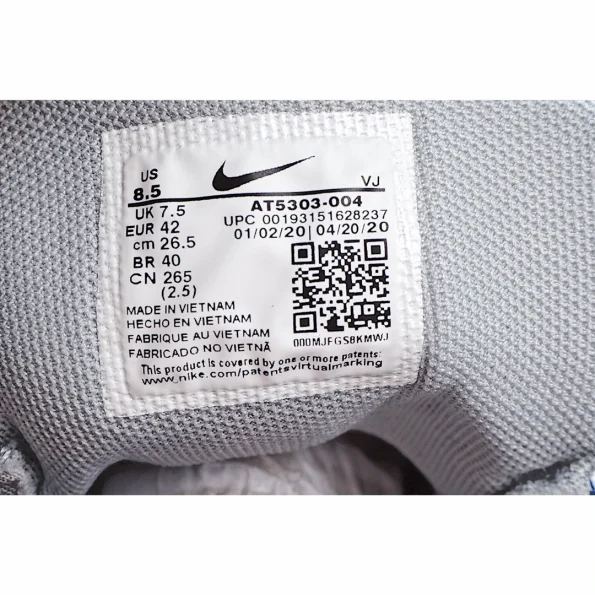 US
8.5
UK 7.5
EUR 42
cm 26.5
BR 40
CN 265
(2.5)
VJ
AT5303-004
UPC 00193151628237
01/02/20|04/20/20
000MJFGS8KMWJ
MADE IN VIETNAM
HECHO EN VIETNAM
FABRIQUE AU VIETNAM
FABRICADO NO VIETNÃ
This product is covered by one or more patents:
www.nike.com/patentsvirtualmarking